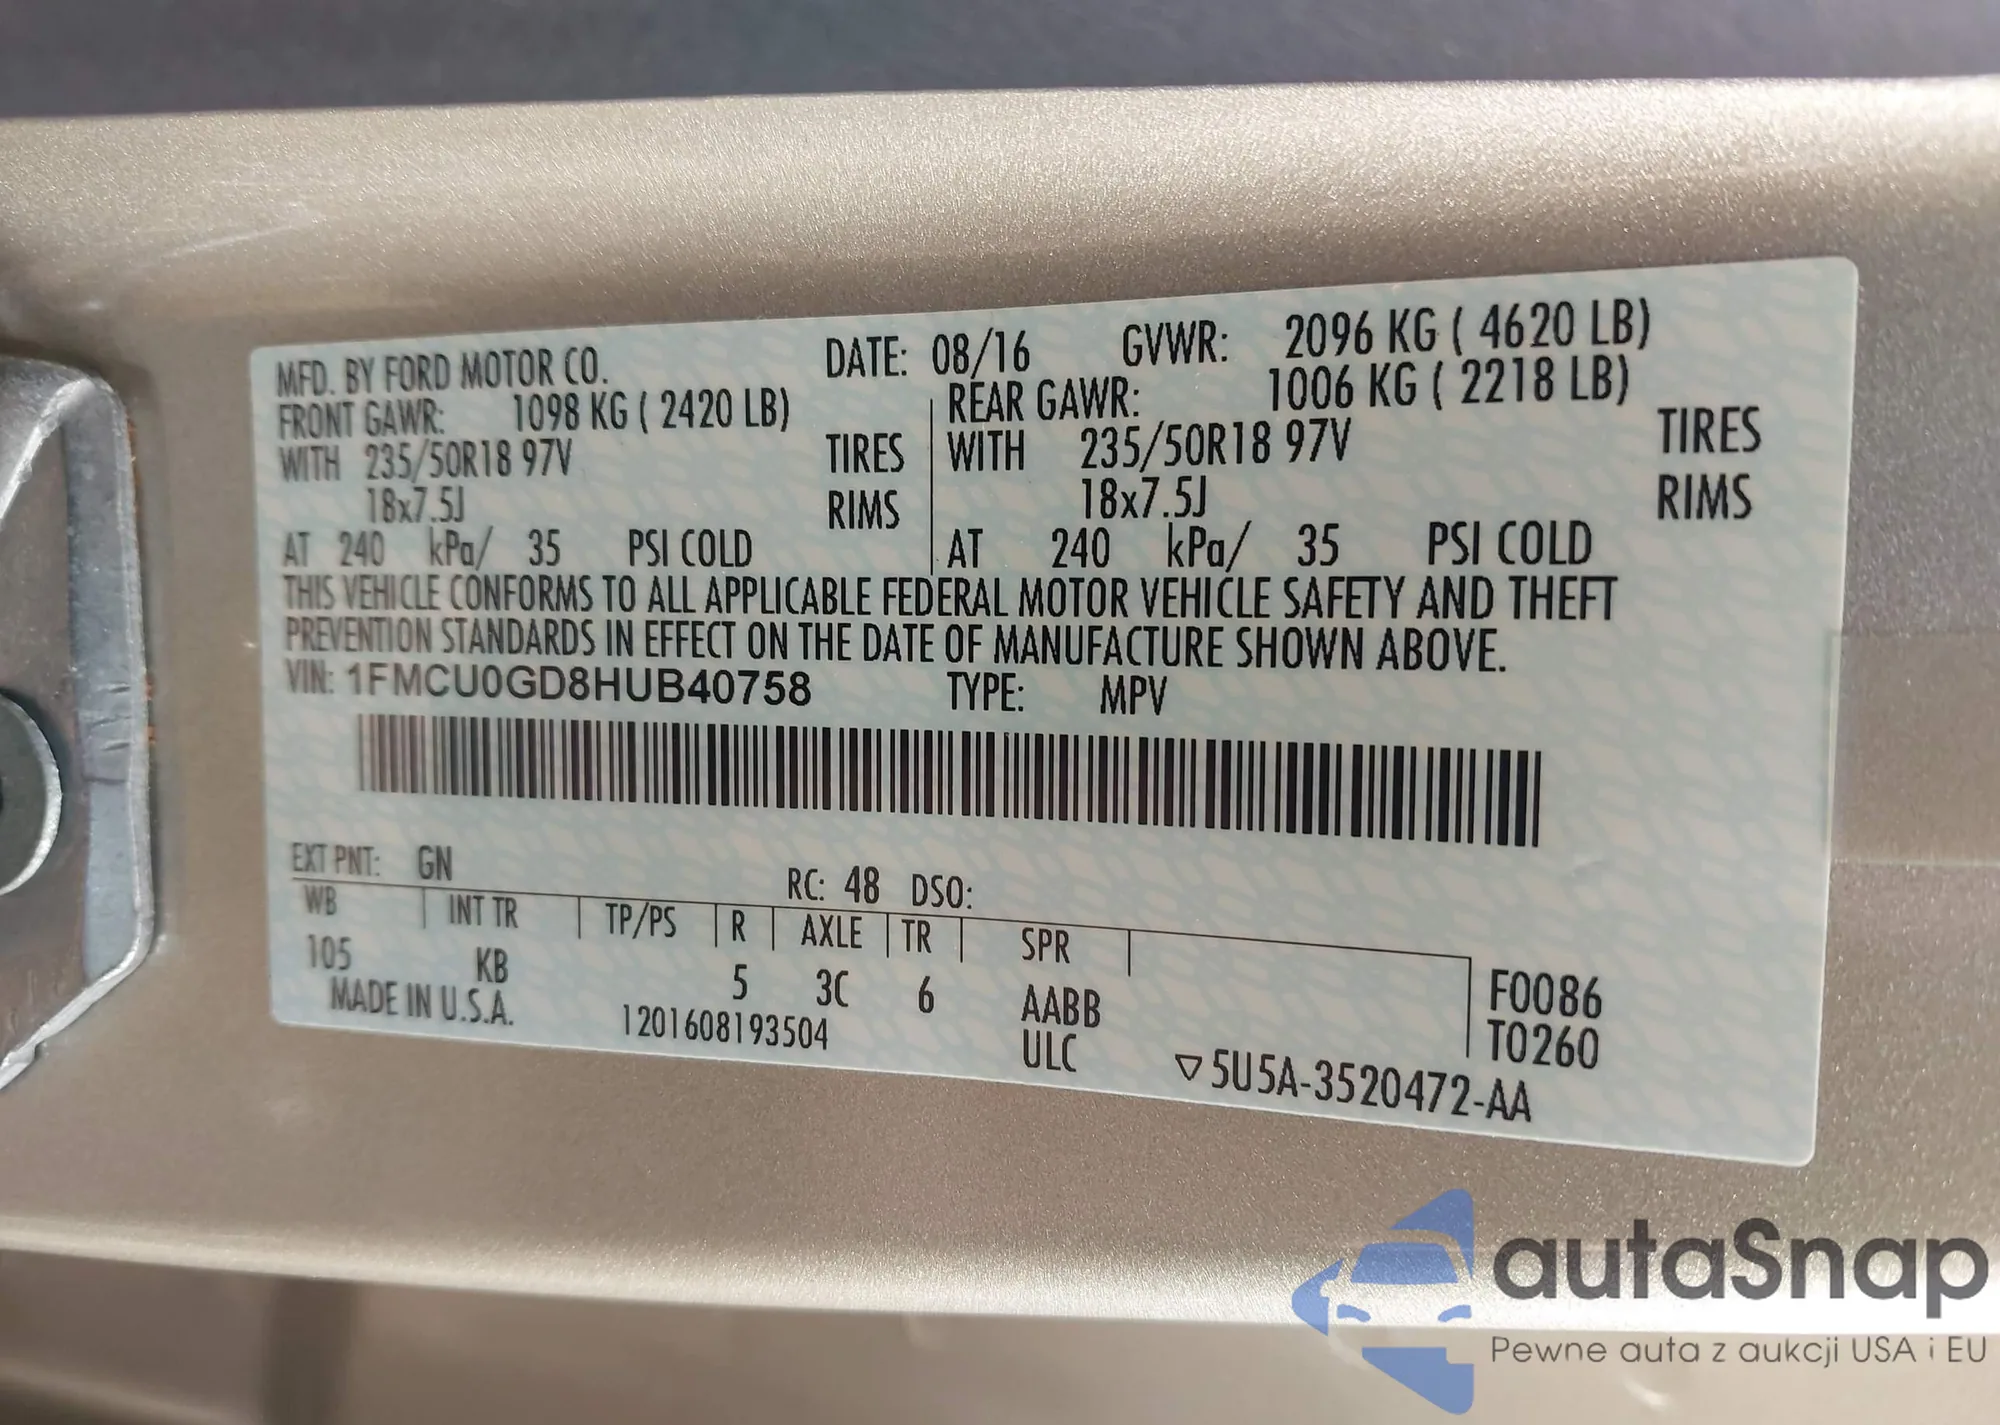 MFD. BY FORD MOTOR CO. DATE: 08/16 GVWR: 2096 KG ( 4620 LB)
FRONT GAWR: 1098 KG ( 2420 LB) REAR GAWR: 1006 KG ( 2218 LB)
WITH 235/50R18 97V TIRES WITH 235/50R18 97V TIRES
18x7.5J RIMS 18x7.5J RIMS
AT 240 kPa/ 35 PSI COLD AT 240 kPa/ 35 PSI COLD
THIS VEHICLE CONFORMS TO ALL APPLICABLE FEDERAL MOTOR VEHICLE SAFETY AND THEFT
PREVENTION STANDARDS IN EFFECT ON THE DATE OF MANUFACTURE SHOWN ABOVE.
VIN: 1FMCU0GD8HUB40758 TYPE: MPV
EXT PNT: GN RC: 48 DSO:
WB INT TR TP/PS R AXLE TR SPR
105 KB 5 3C 6 AABB F0086
MADE IN U.S.A. 1201608193504 ULC T0260
▽5U5A-3520472-AA
autaSnap
Pewne auta z aukcji USA i EU